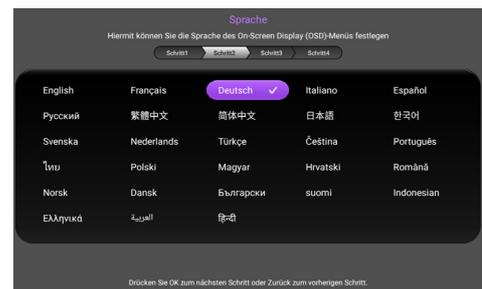 Sprache
Hiermit können Sie die Sprache des On-Screen Display (OSD)-Menüs festlegen
Schritt1 Schritt2 Schritt3 Schritt4
English Français Deutsch Italiano Español
Русский 繁體中文 简体中文 日本語 한국어
Svenska Nederlands Türkçe Čeština Português
ไทย Polski Magyar Hrvatski Română
Norsk Dansk Български suomi Indonesian
Ελληνικά العربية हिन्दी
Drücken Sie OK zum nächsten Schritt oder Zurück zum vorherigen Schritt.